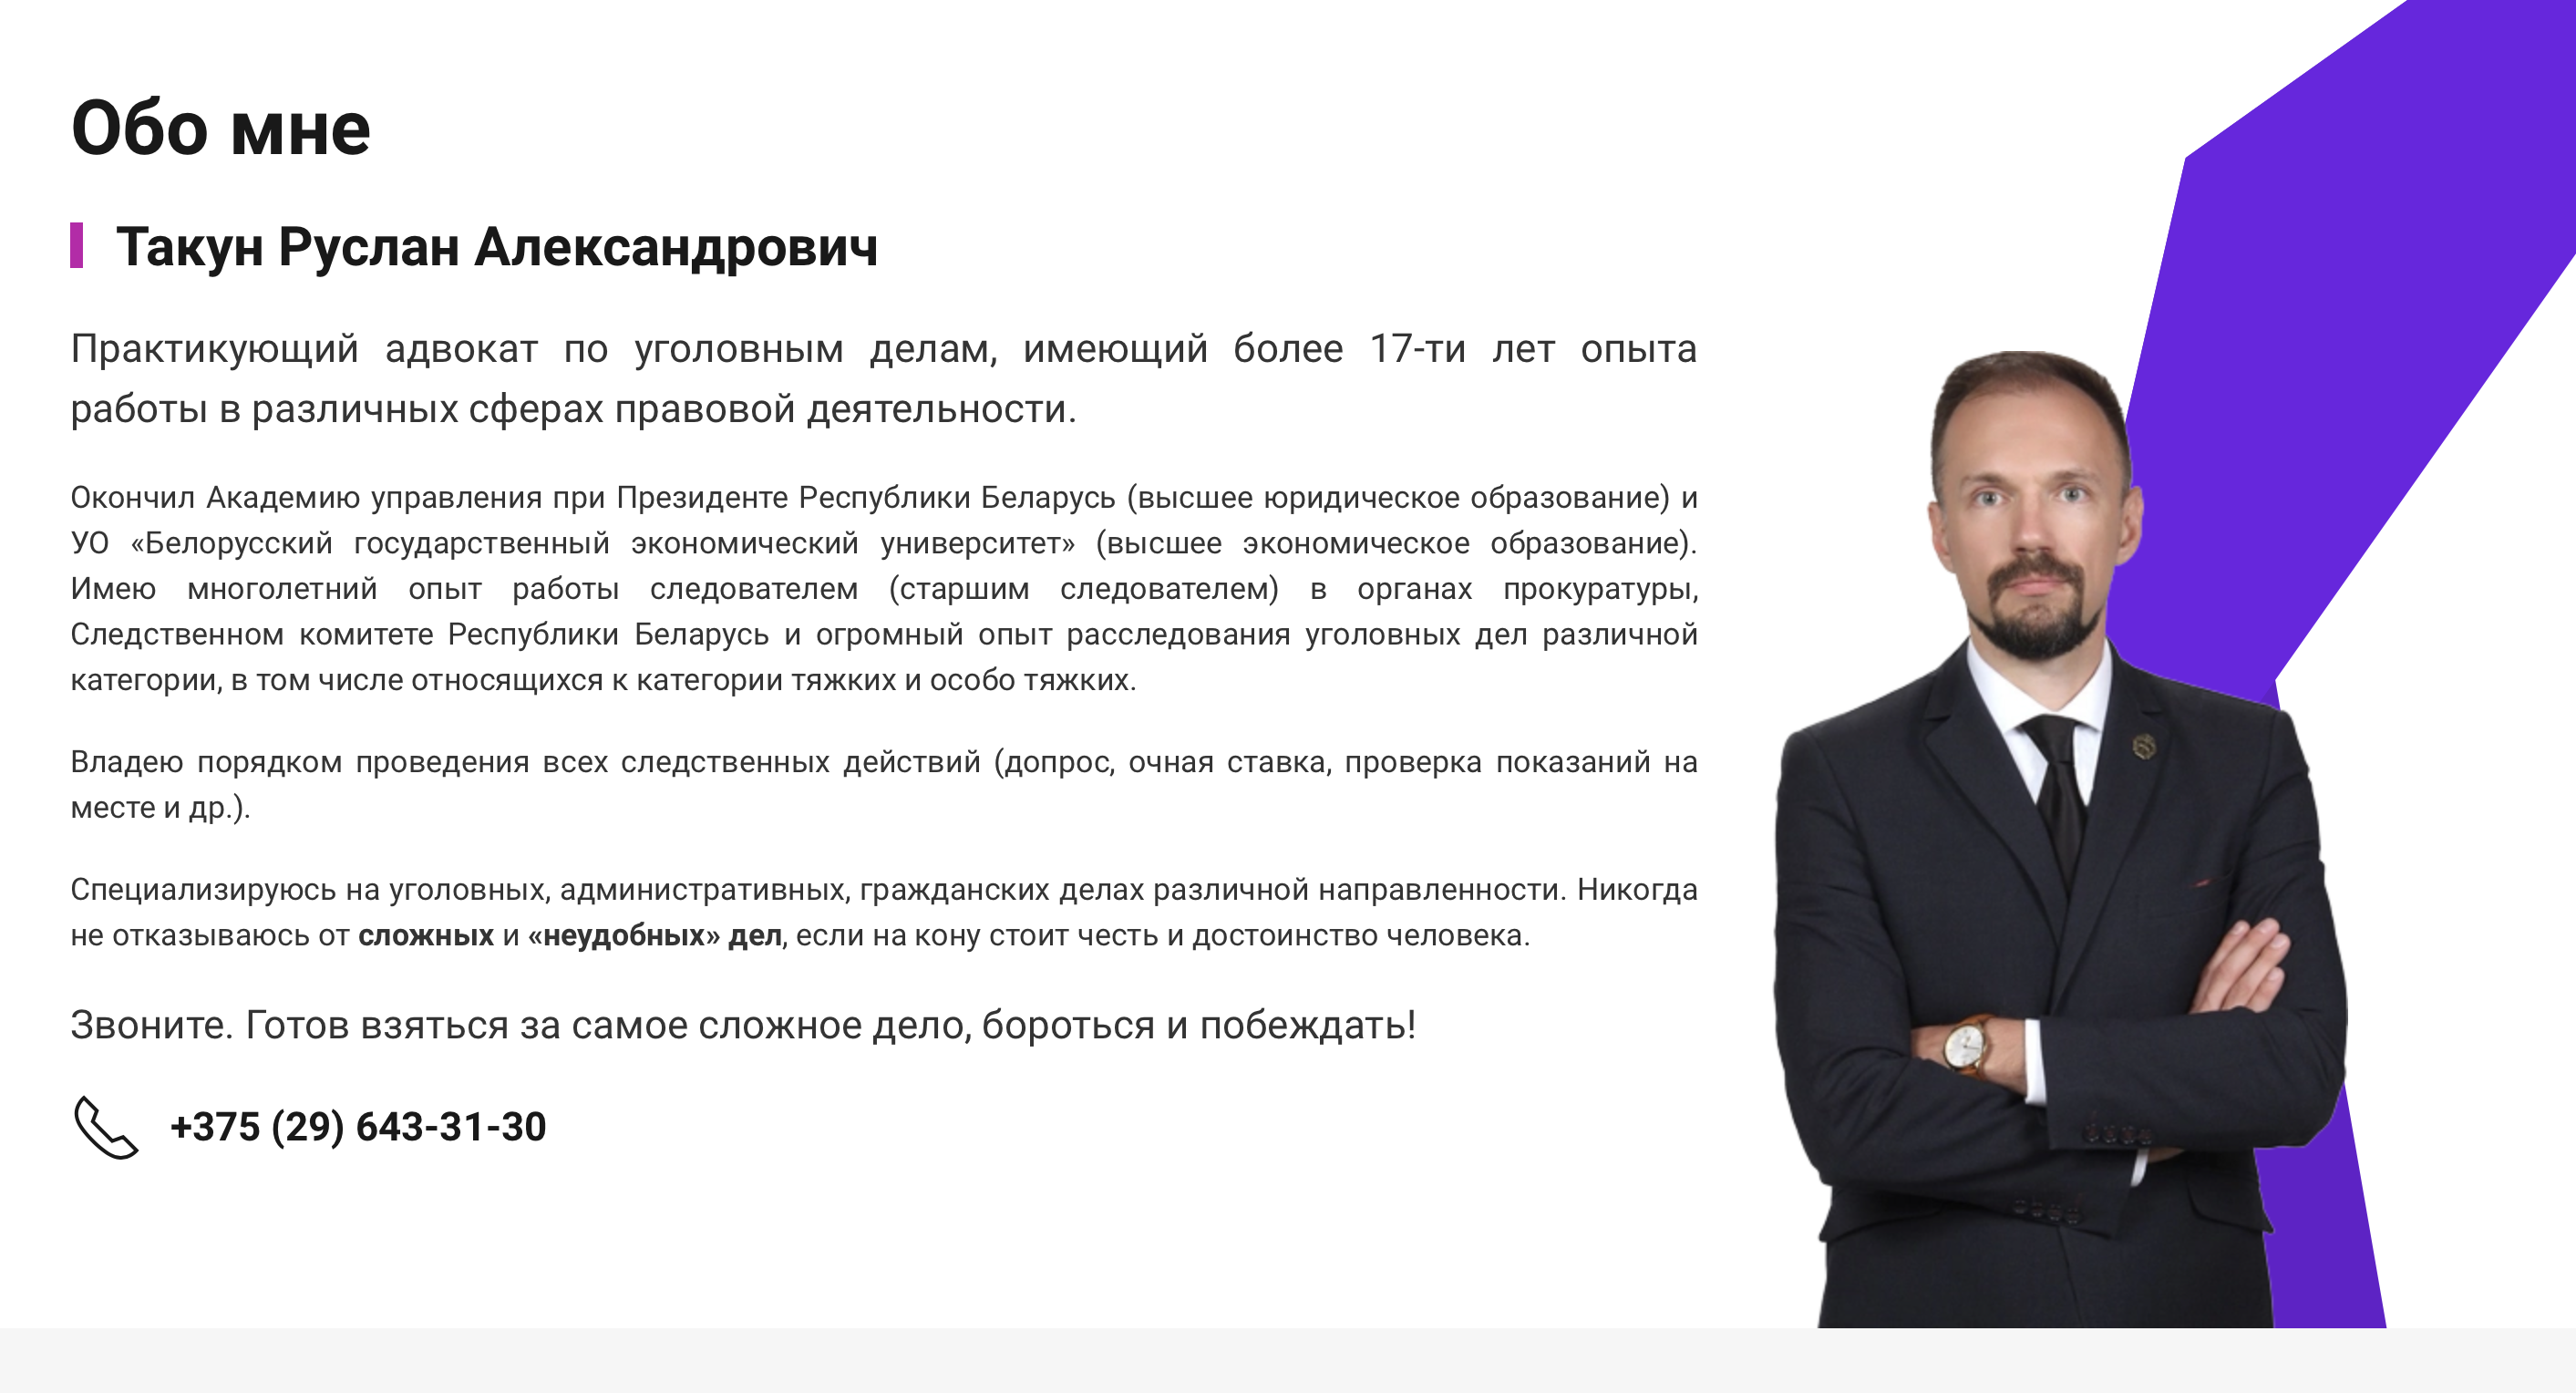 Обо мне
Такун Руслан Александрович
Практикующий адвокат по уголовным делам, имеющий более 17-ти лет опыта
работы в различных сферах правовой деятельности.
Окончил Академию управления при Президенте Республики Беларусь (высшее юридическое образование) и
УО «Белорусский государственный экономический университет» (высшее экономическое образование).
Имею многолетний опыт работы следователем (старшим следователем) в органах прокуратуры,
Следственном комитете Республики Беларусь и огромный опыт расследования уголовных дел различной
категории, в том числе относящихся к категории тяжких и особо тяжких.
Владею порядком проведения всех следственных действий (допрос, очная ставка, проверка показаний на
месте и др.).
Специализируюсь на уголовных, административных, гражданских делах различной направленности. Никогда
не отказываюсь от сложных и «неудобных» дел, если на кону стоит честь и достоинство человека.
Звоните. Готов взяться за самое сложное дело, бороться и побеждать!
+375 (29) 643-31-30